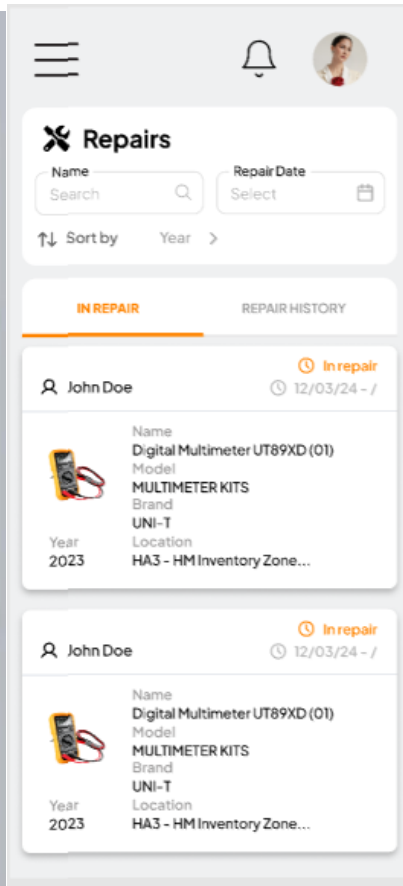 Repairs
Name
Repair Date
Search
Select
Sort by Year >
IN REPAIR
REPAIR HISTORY
In repair
John Doe
12/03/24 - /
Name
Digital Multimeter UT89XD (01)
Model
MULTIMETER KITS
Brand
UNI-T
Year
Location
2023
HA3 - HM Inventory Zone...
In repair
John Doe
12/03/24 - /
Name
Digital Multimeter UT89XD (01)
Model
MULTIMETER KITS
Brand
UNI-T
Year
Location
2023
HA3 - HM Inventory Zone...